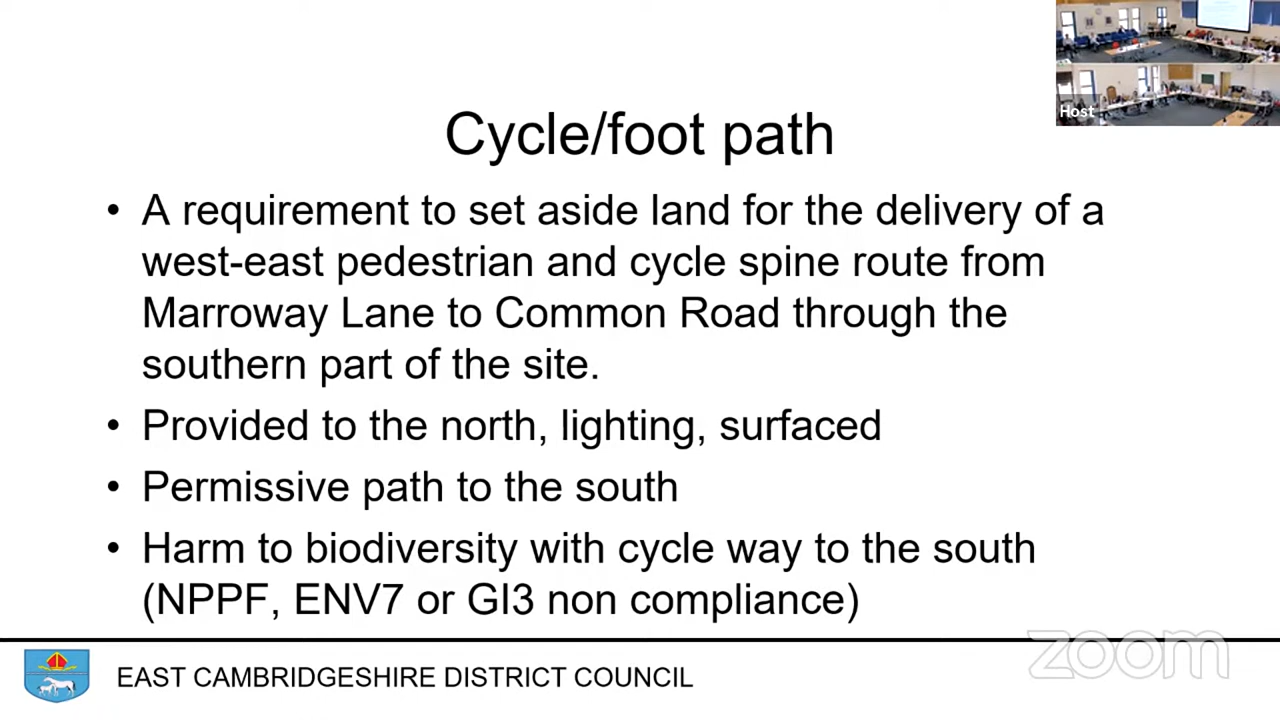 Host
Cycle/foot path
• A requirement to set aside land for the delivery of a
west-east pedestrian and cycle spine route from
Marroway Lane to Common Road through the
southern part of the site.
• Provided to the north, lighting, surfaced
• Permissive path to the south
• Harm to biodiversity with cycle way to the south
(NPPF, ENV7 or GI3 non compliance)
zoom
EAST CAMBRIDGESHIRE DISTRICT COUNCIL